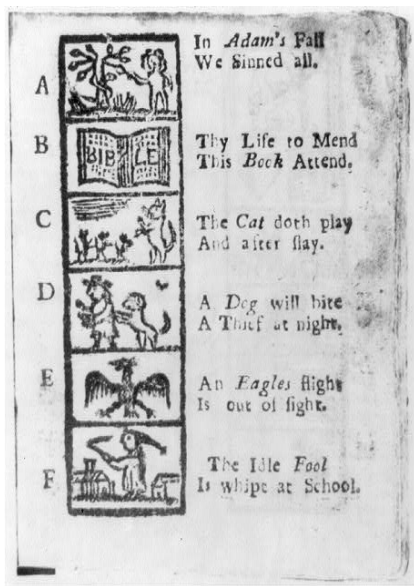 A
In Adam's Fall
We Sinned all.
B
BIBLE
Thy Life to Mend
This Book Attend.
C
The Cat doth play
And after slay.
D
A Dog will bite
A Thief at night.
E
An Eagles flight
Is out of sight.
F
The Idle Fool
Is whipt at School.